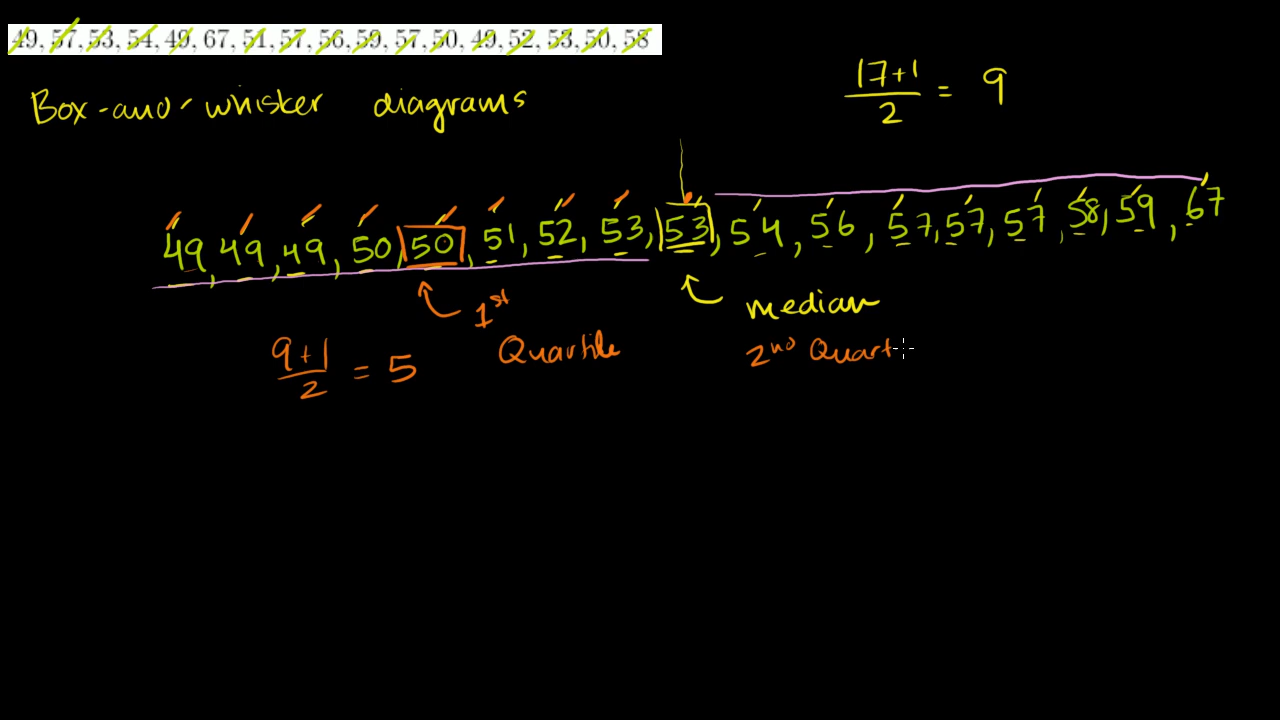 49, 57, 53, 54, 49, 67, 51, 57, 56, 59, 57, 50, 49, 52, 53, 50, 58
17+1
2
= 9
Box-and-whisker diagrams
49, 49, 49, 50, 50, 51, 52, 53, 53, 54, 56, 57, 57, 57, 58, 59, 67
1st
Quartile
median
2nd Quart
9+1
2
= 5